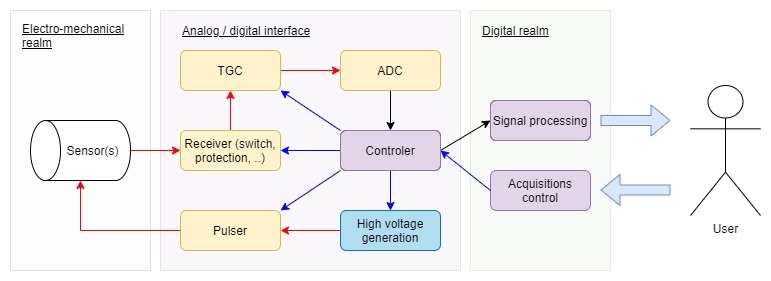 Electro-mechanical
realm
Analog / digital interface
Digital realm
TGC
ADC
Sensor(s)
Receiver (switch,
protection, ..)
Controler
Signal processing
Acquisitions
control
Pulser
High voltage
generation
User